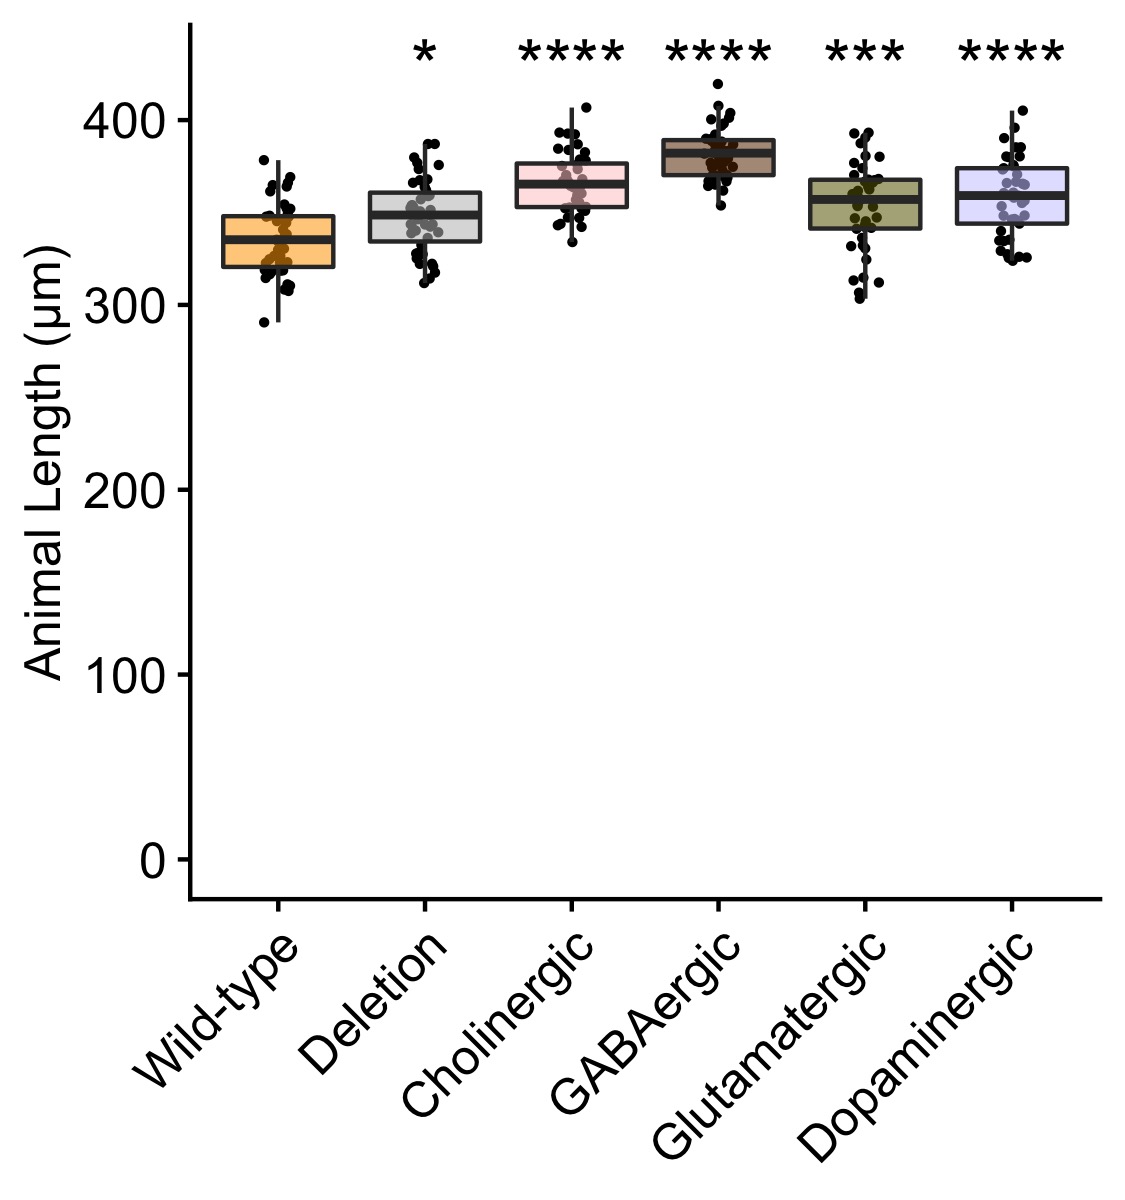 * **** **** *** ****
400
300
200
100
0
Animal Length (µm)
Wild-type
Deletion
Cholinergic
GABAergic
Glutamatergic
Dopaminergic